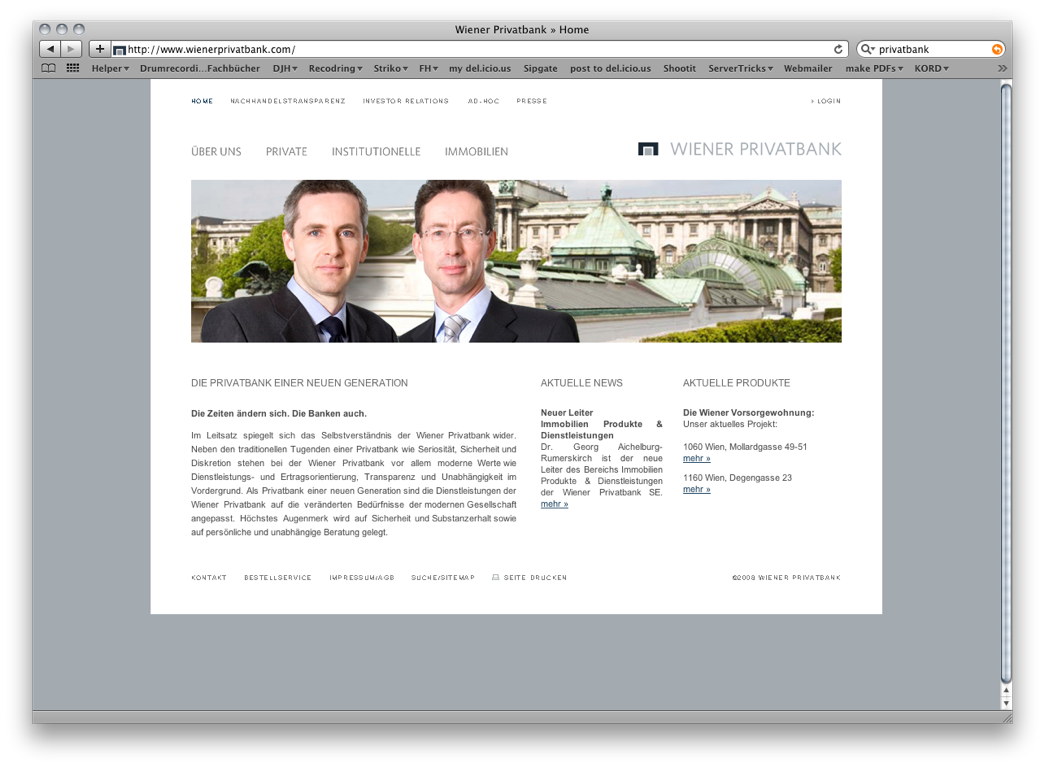 Wiener Privatbank » Home
http://www.wienerprivatbank.com/
privatbank
Helper Drumrecordi...Fachbücher DJH Recodring Striko FH my del.icio.us Sipgate post to del.icio.us Shootit ServerTricks Webmailer make PDFs KORD
HOME NACHHANDELSTRANSPARENZ INVESTOR RELATIONS AD-HOC PRESSE
> LOGIN
ÜBER UNS PRIVATE INSTITUTIONELLE IMMOBILIEN
WIENER PRIVATBANK
DIE PRIVATBANK EINER NEUEN GENERATION
Die Zeiten ändern sich. Die Banken auch.
Im Leitsatz spiegelt sich das Selbstverständnis der Wiener Privatbank wider.
Neben den traditionellen Tugenden einer Privatbank wie Seriosität, Sicherheit und
Diskretion stehen bei der Wiener Privatbank vor allem moderne Werte wie
Dienstleistungs- und Ertragsorientierung, Transparenz und Unabhängigkeit im
Vordergrund. Als Privatbank einer neuen Generation sind die Dienstleistungen der
Wiener Privatbank auf die veränderten Bedürfnisse der modernen Gesellschaft
angepasst. Höchstes Augenmerk wird auf Sicherheit und Substanzerhalt sowie
auf persönliche und unabhängige Beratung gelegt.
AKTUELLE NEWS
Neuer Leiter
Immobilien Produkte &
Dienstleistungen
Dr. Georg Aichelburg-
Rumerskirch ist der neue
Leiter des Bereichs Immobilien
Produkte & Dienstleistungen
der Wiener Privatbank SE.
mehr »
AKTUELLE PRODUKTE
Die Wiener Vorsorgewohnung:
Unser aktuelles Projekt:
1060 Wien, Mollardgasse 49-51
mehr »
1160 Wien, Degengasse 23
mehr »
KONTAKT BESTELLSERVICE IMPRESSUM/AGB SUCHE/SITEMAP SEITE DRUCKEN
©2008 WIENER PRIVATBANK